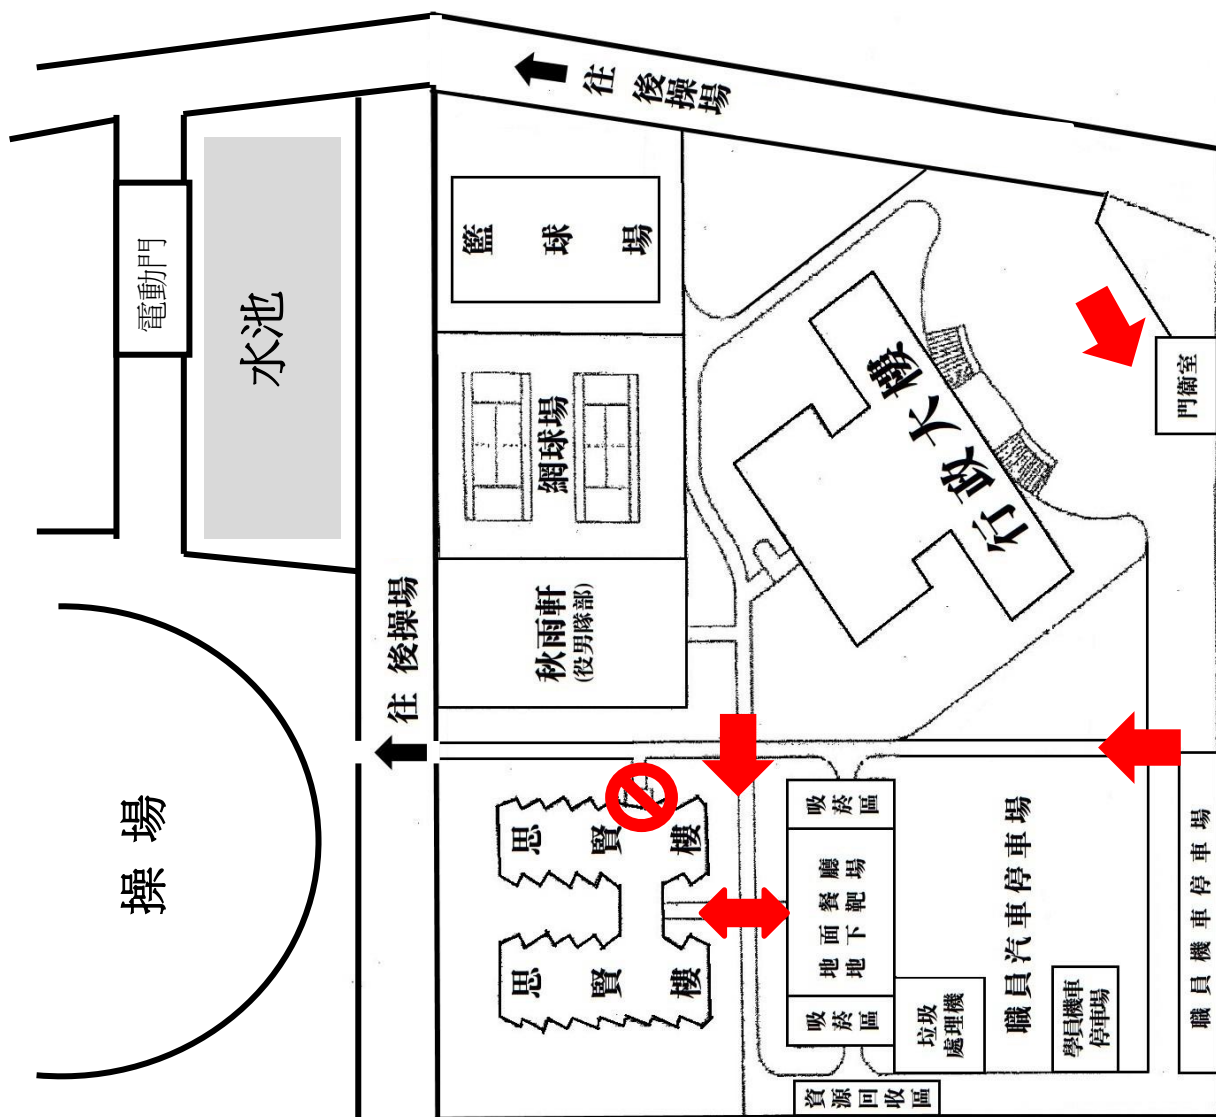 往 後操場
籃球場
電動門
水池
門衛室
行政大樓
網球場
往 後操場
秋雨軒
(役男隊部)
操場
思賢樓
吸菸區
地面餐廳
地下靶場
職員汽車停車場
職員機車停車場
思賢樓
吸菸區
垃圾
處理機
學員機車
停車場
資源回收區